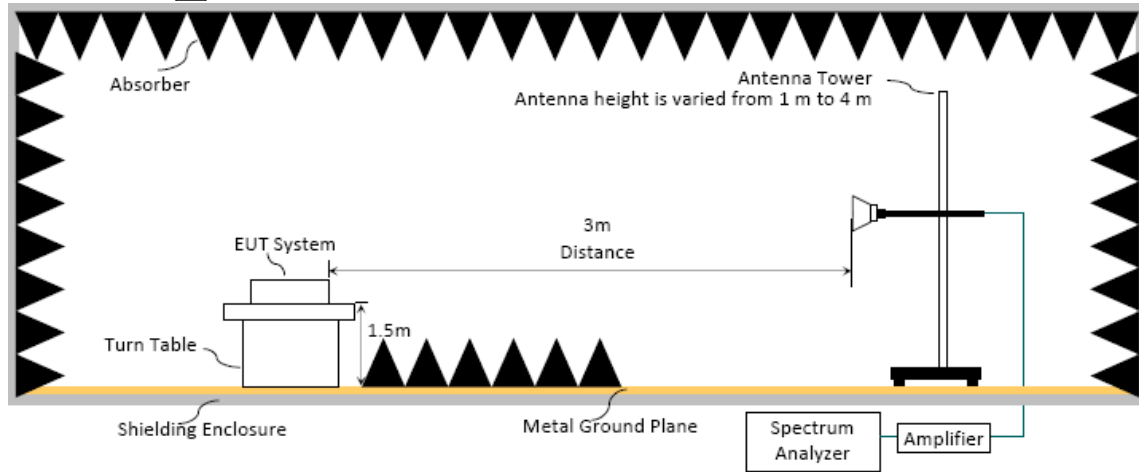 Absorber
Antenna Tower
Antenna height is varied from 1 m to 4 m
3m
Distance
EUT System
1.5m
Turn Table
Shielding Enclosure
Metal Ground Plane
Spectrum
Analyzer
Amplifier